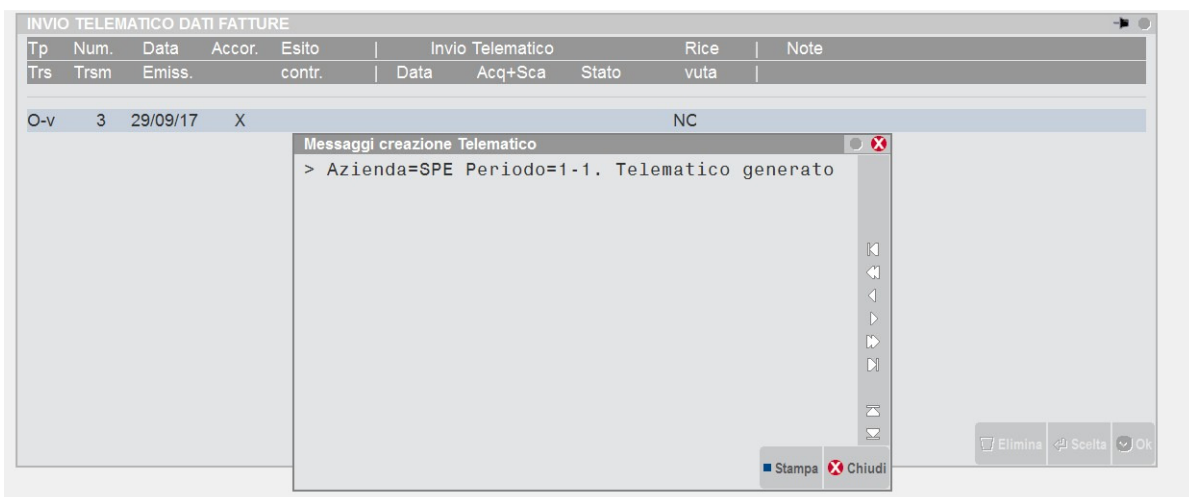 INVIO TELEMATICO DATI FATTURE
Tp Num. Data Accor. Esito | Invio Telematico Rice | Note
Trs Trsm Emiss. contr. | Data Acq+Sca Stato vuta |
O-v 3 29/09/17 X NC
Messaggi creazione Telematico
> Azienda=SPE Periodo=1-1. Telematico generato
Elimina Scelta Ok
Stampa Chiudi